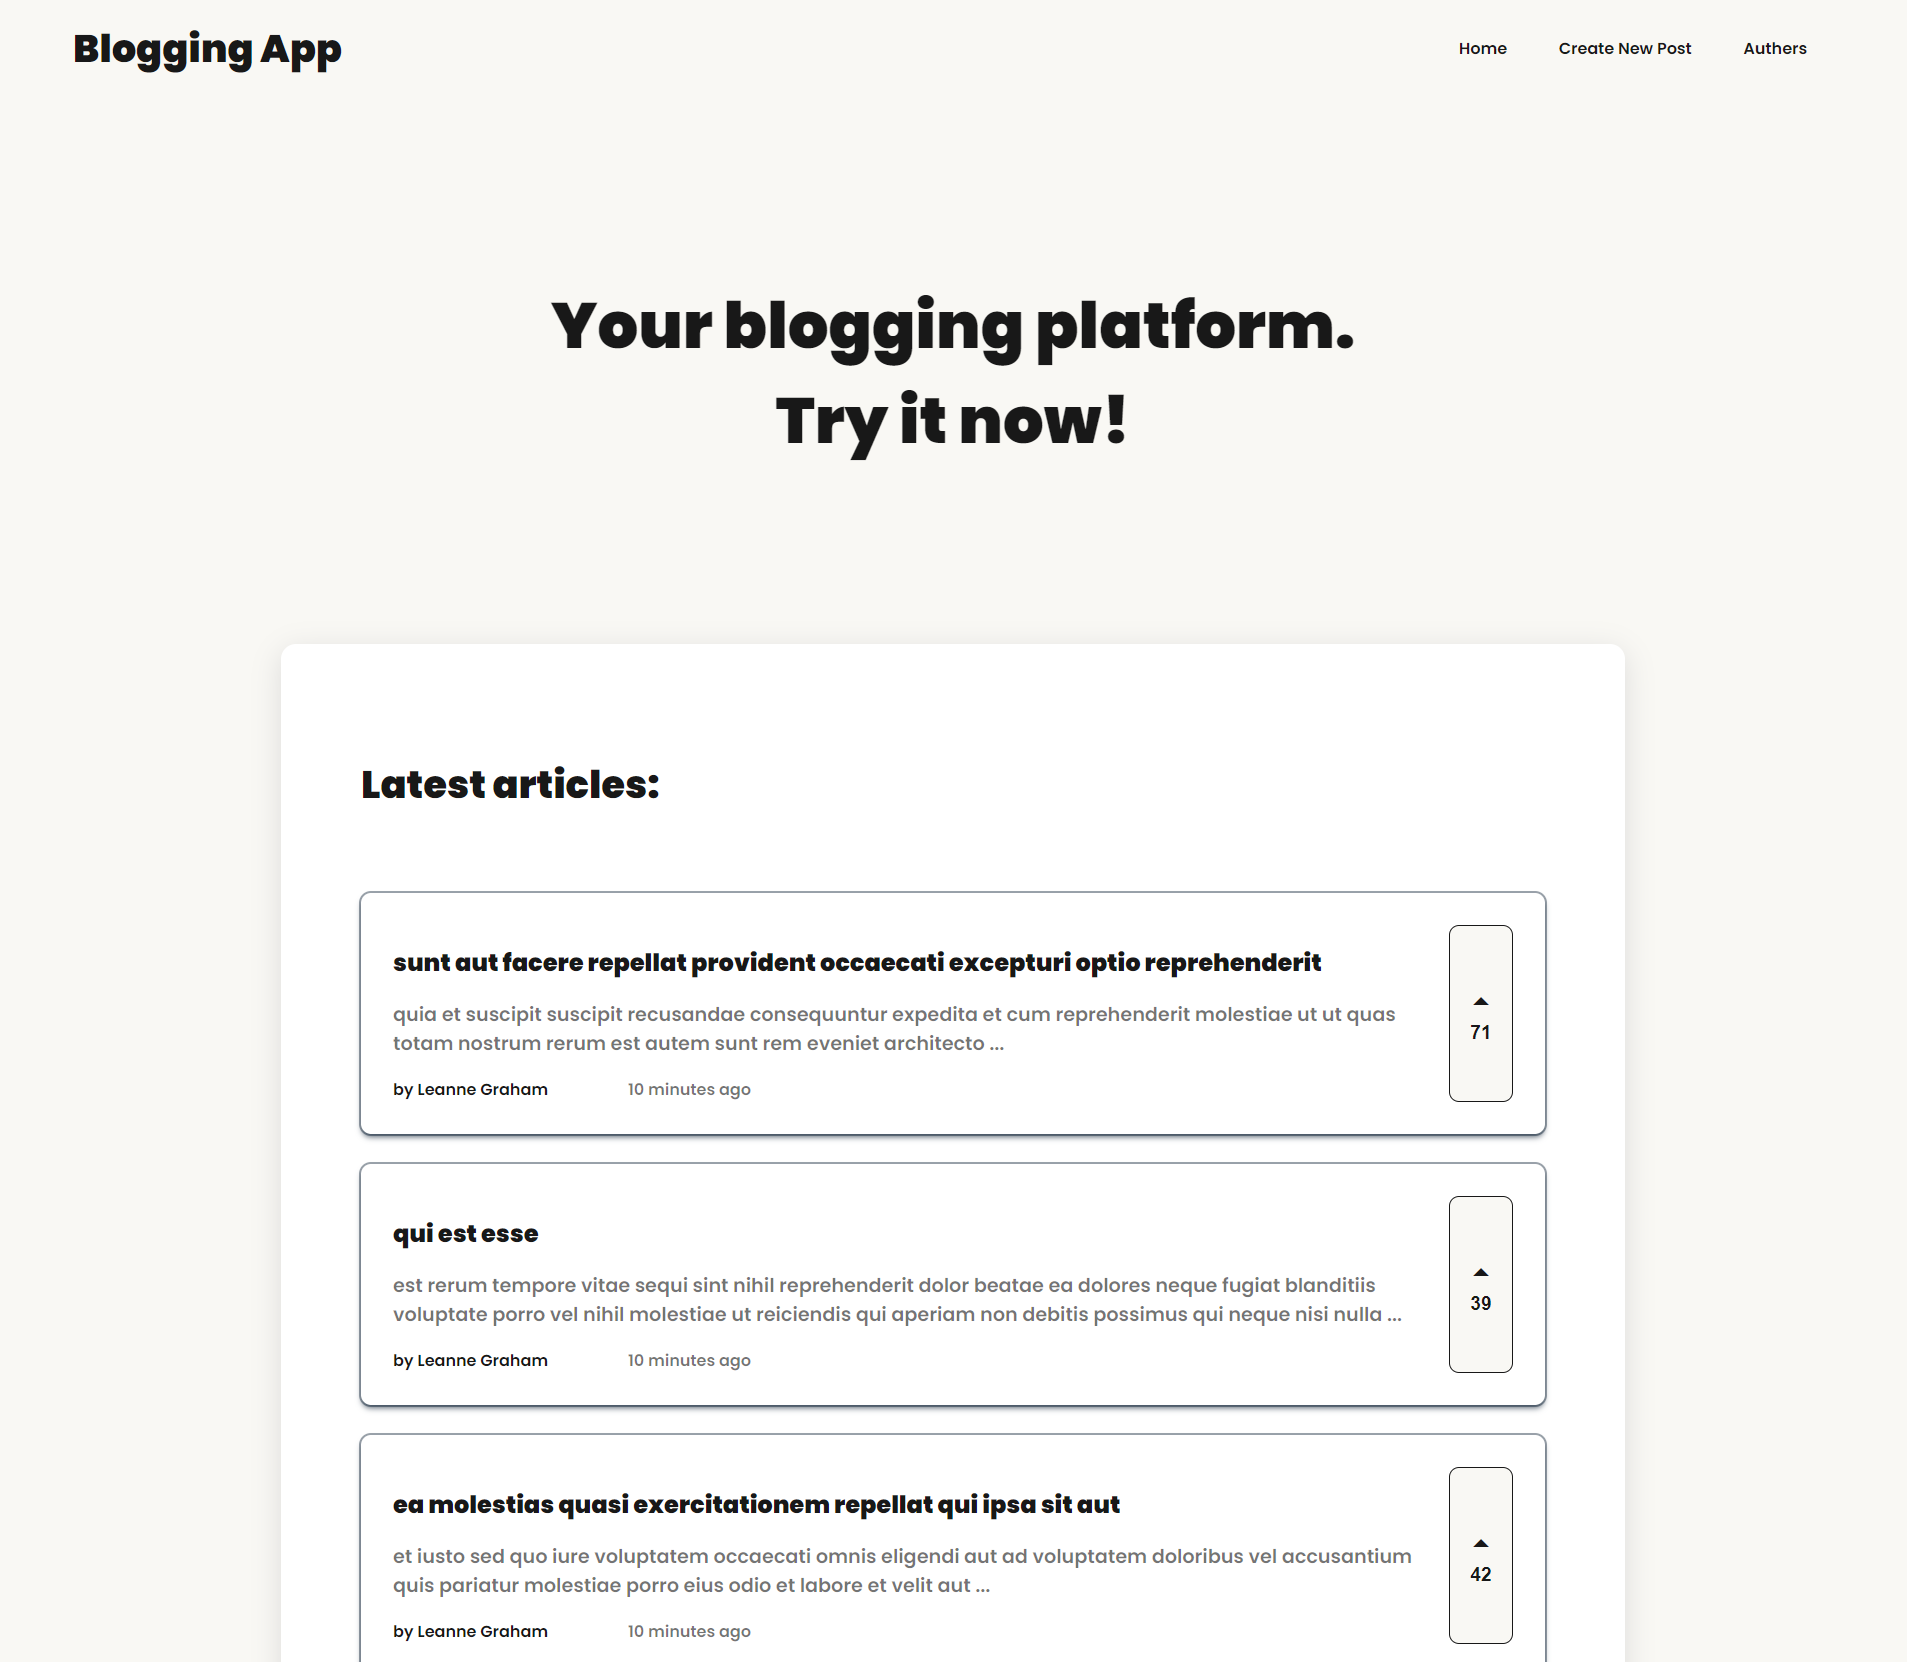 Blogging App
Home
Create New Post
Authers
Your blogging platform.
Try it now!
Latest articles:
sunt aut facere repellat provident occaecati excepturi optio reprehenderit
quia et suscipit suscipit recusandae consequuntur expedita et cum reprehenderit molestiae ut ut quas
totam nostrum rerum est autem sunt rem eveniet architecto ...
by Leanne Graham
10 minutes ago
71
qui est esse
est rerum tempore vitae sequi sint nihil reprehenderit dolor beatae ea dolores neque fugiat blanditiis
voluptate porro vel nihil molestiae ut reiciendis qui aperiam non debitis possimus qui neque nisi nulla ...
by Leanne Graham
10 minutes ago
39
ea molestias quasi exercitationem repellat qui ipsa sit aut
et iusto sed quo iure voluptatem occaecati omnis eligendi aut ad voluptatem doloribus vel accusantium
quis pariatur molestiae porro eius odio et labore et velit aut ...
by Leanne Graham
10 minutes ago
42